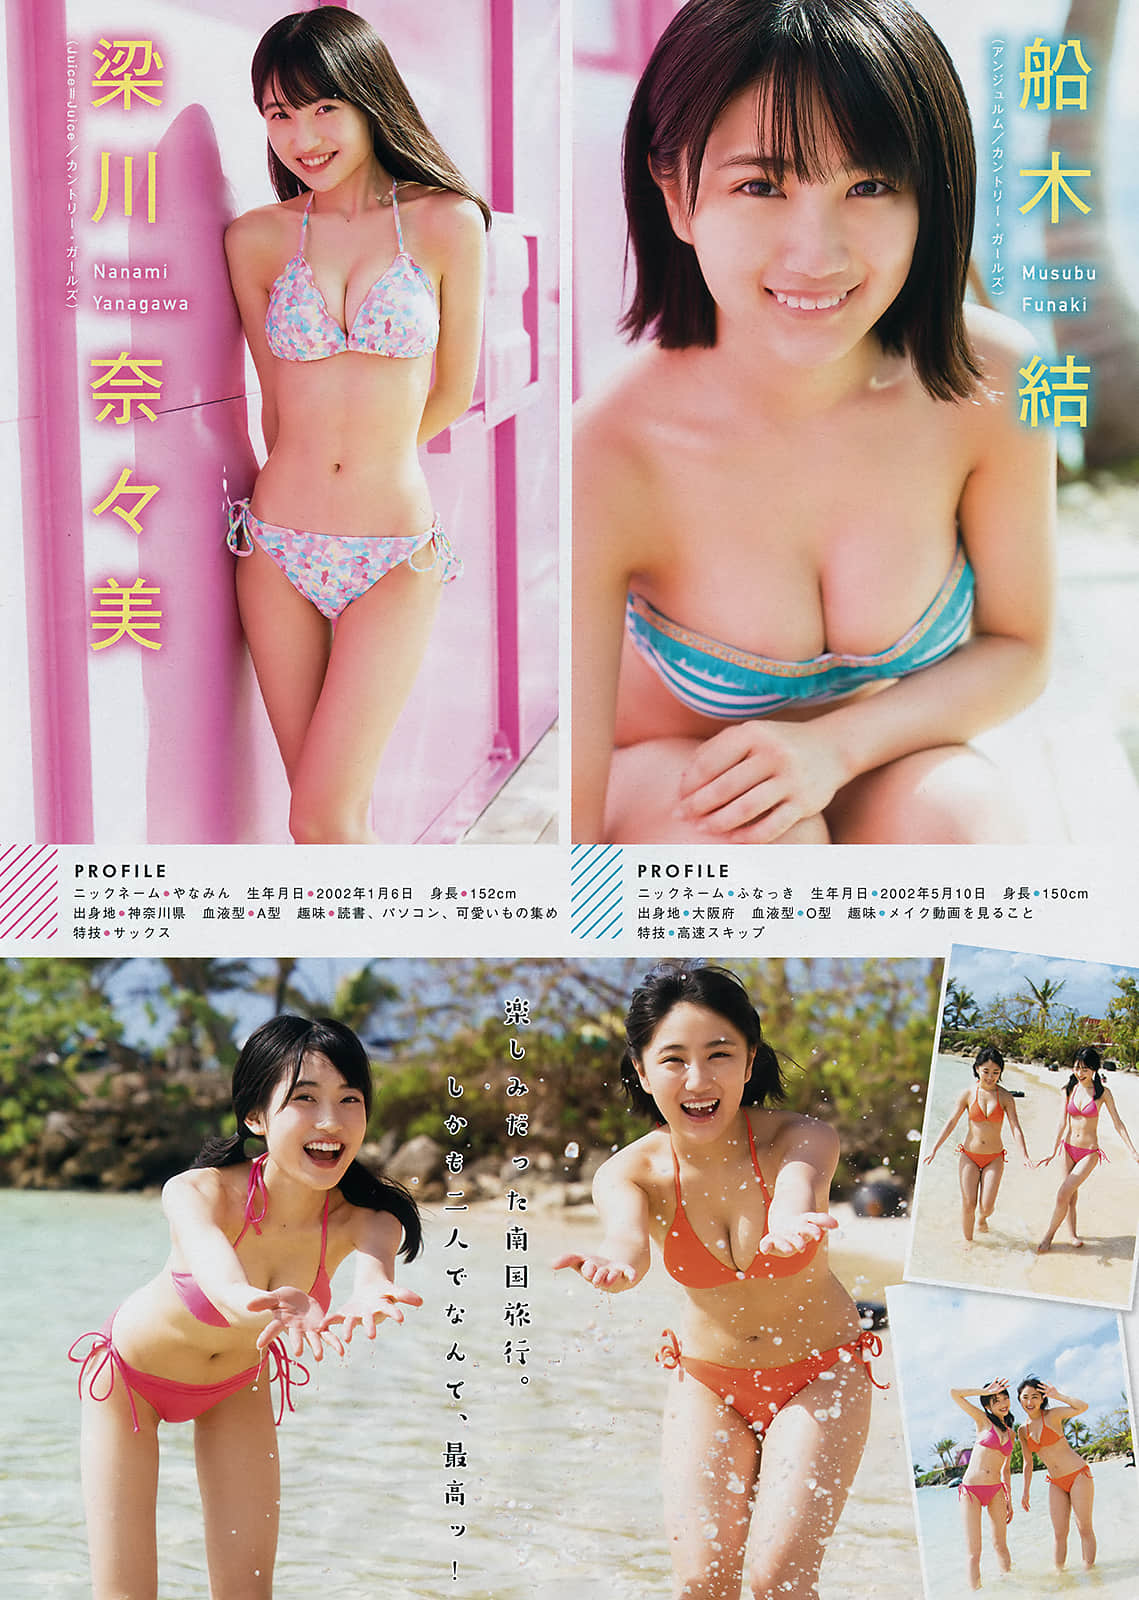 船木結
Musubu
Funaki
(アンジュルム／カントリー・ガールズ)
梁川奈々美
Nanami
Yanagawa
(Juice=Juice／カントリー・ガールズ)
PROFILE
ニックネーム●ふなっき 生年月日●2002年5月10日 身長●150cm
出身地●大阪府 血液型●O型 趣味●メイク動画を見ること
特技●高速スキップ
PROFILE
ニックネーム●やなみん 生年月日●2002年1月6日 身長●152cm
出身地●神奈川県 血液型●A型 趣味●読書、パソコン、可愛いもの集め
特技●サックス
楽しみだった南国旅行。
しかも二人でなんて、最高ッ！